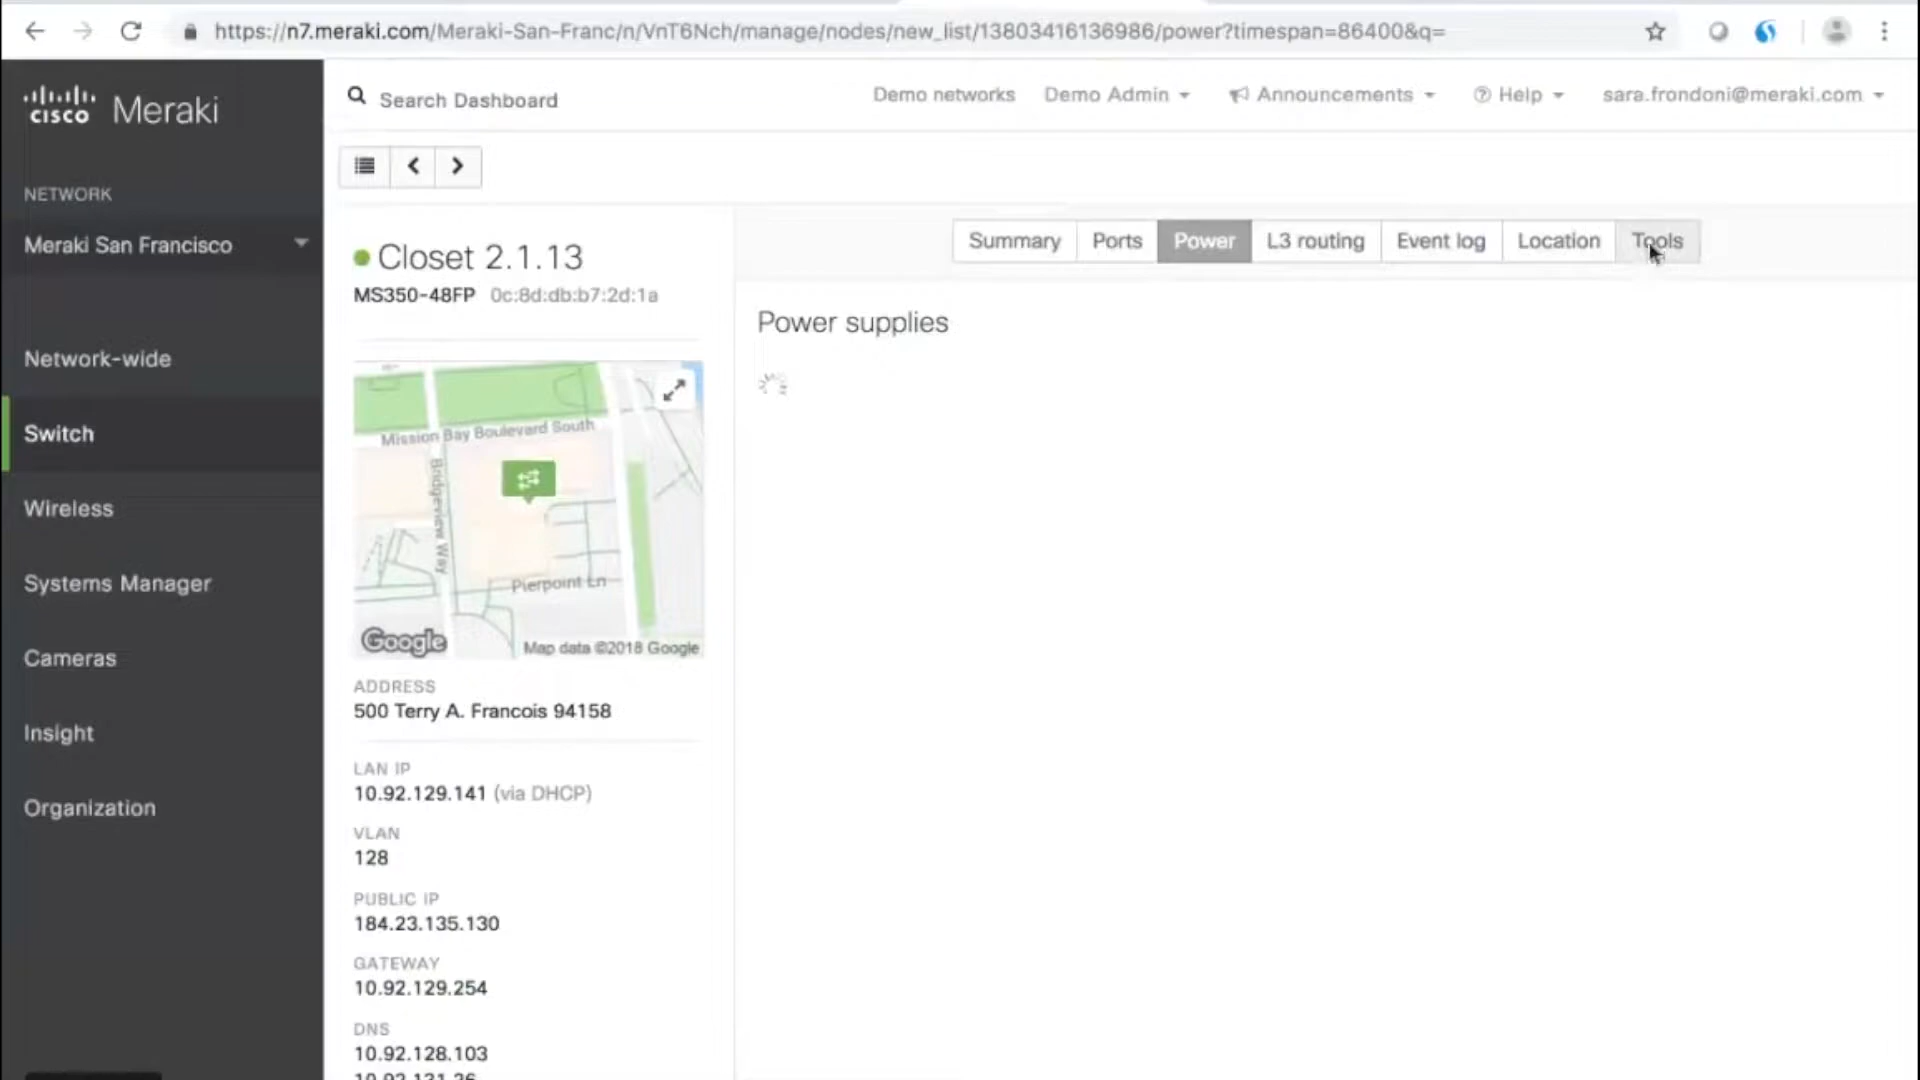 https://n7.meraki.com/Meraki-San-Franc/n/VnT6Nch/manage/nodes/new_list/13803416136986/power?timespan=86400&q=
cisco Meraki
Search Dashboard
Demo networks
Demo Admin
Announcements
Help
sara.frondoni@meraki.com
NETWORK
Meraki San Francisco
Network-wide
Switch
Wireless
Systems Manager
Cameras
Insight
Organization
Closet 2.1.13
MS350-48FP 0c:8d:db:b7:2d:1a
Mission Bay Boulevard South
Bridgeview Way
Pierpoint Ln
Google
Map data ©2018 Google
ADDRESS
500 Terry A. Francois 94158
LAN IP
10.92.129.141 (via DHCP)
VLAN
128
PUBLIC IP
184.23.135.130
GATEWAY
10.92.129.254
DNS
10.92.128.103
Summary
Ports
Power
L3 routing
Event log
Location
Tools
Power supplies